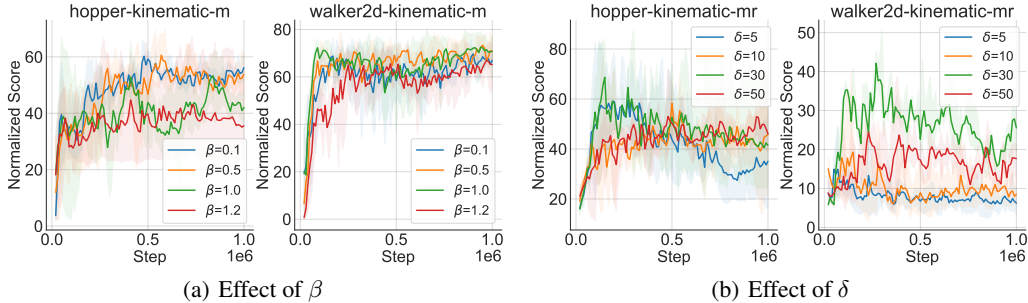 hopper-kinematic-m
walker2d-kinematic-m
hopper-kinematic-mr
walker2d-kinematic-mr
Normalized Score
60
40
20
0
β=0.1
β=0.5
β=1.0
β=1.2
0.0
0.5
1.0
Step
1e6
80
60
40
20
0
β=0.1
β=0.5
β=1.0
β=1.2
0.0
0.5
1.0
Step
1e6
Normalized Score
80
60
40
20
δ=5
δ=10
δ=30
δ=50
0.0
0.5
1.0
Step
1e6
Normalized Score
50
40
30
20
10
0
δ=5
δ=10
δ=30
δ=50
0.0
0.5
1.0
Step
1e6
(a) Effect of β
(b) Effect of δ